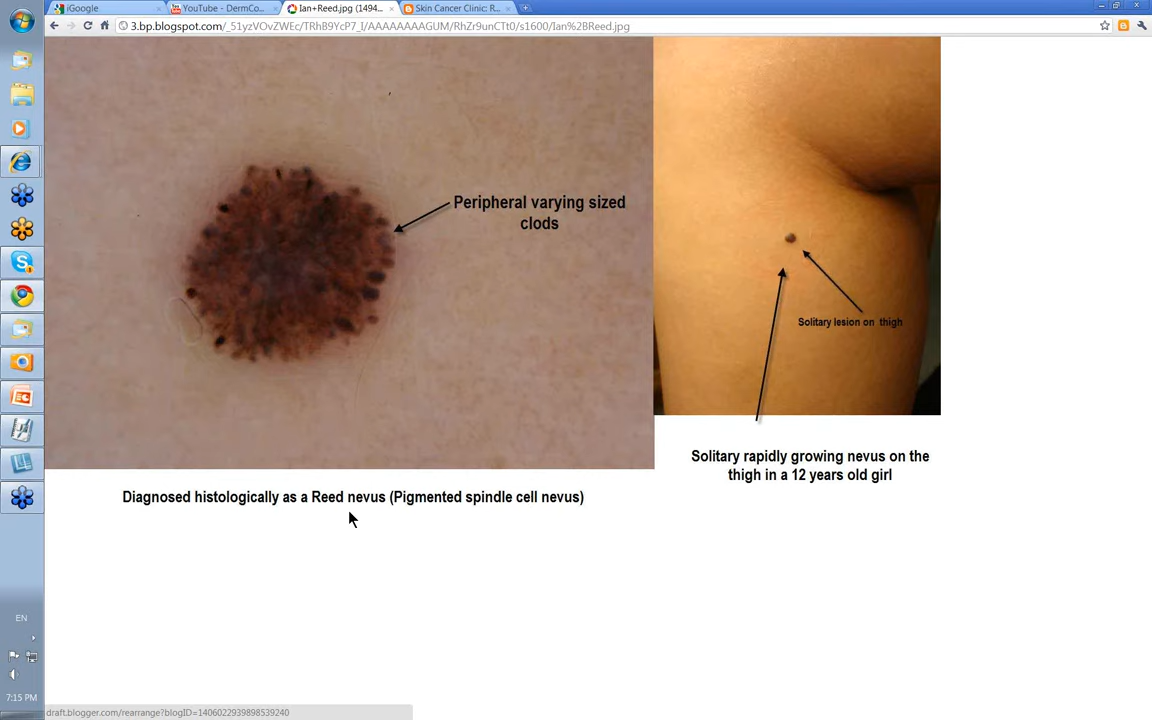 iGoogle
YouTube - DermCo...
Ian+Reed.jpg (1494...
Skin Cancer Clinic: R...
3.bp.blogspot.com/_51yzVOvZWEc/TRhB9YcP7_I/AAAAAAAAGUM/RhZr9unCTt0/s1600/Ian%2BReed.jpg
Peripheral varying sized
clods
Solitary lesion on thigh
Solitary rapidly growing nevus on the
thigh in a 12 years old girl
Diagnosed histologically as a Reed nevus (Pigmented spindle cell nevus)
EN
7:15 PM
draft.blogger.com/rearrange?blogID=1406022939898539240